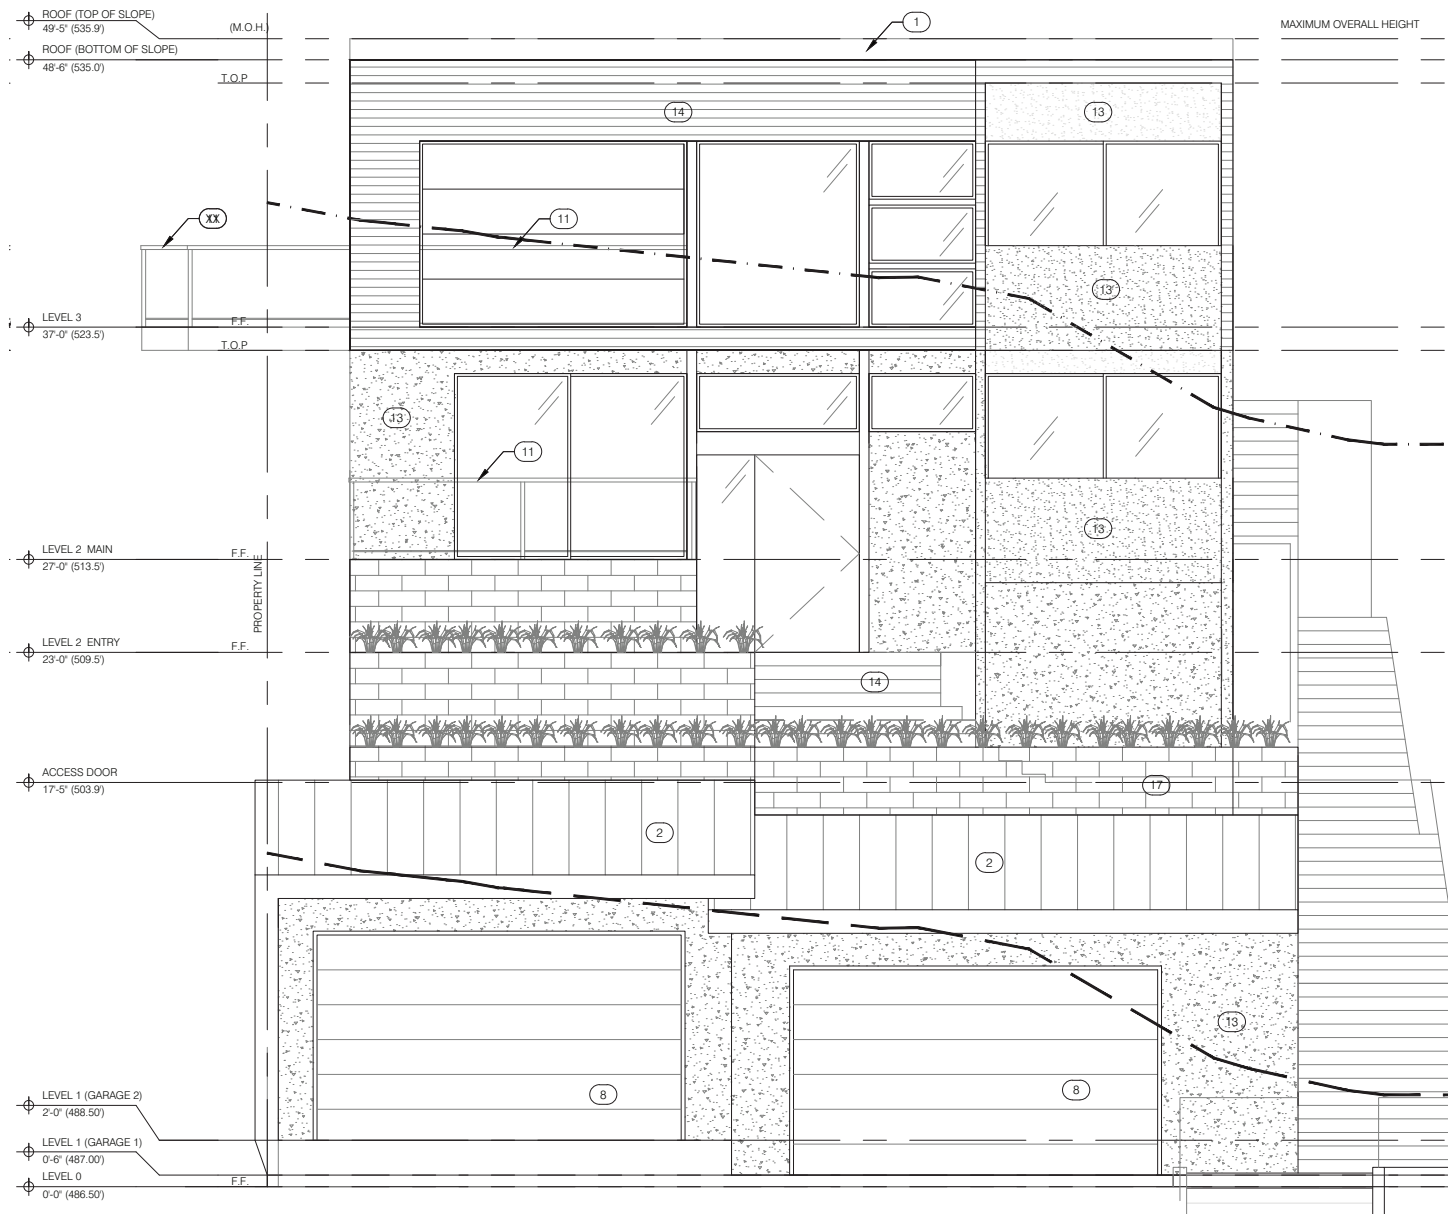 ROOF (TOP OF SLOPE)
49'-5" (535.9')
(M.O.H.)
1
MAXIMUM OVERALL HEIGHT
ROOF (BOTTOM OF SLOPE)
48'-6" (535.0')
T.O.P
14
13
11
13
LEVEL 3
F.F.
37'-0" (523.5')
T.O.P
13
11
13
LEVEL 2 MAIN
F.F.
27'-0" (513.5')
PROPERTY LINE
LEVEL 2 ENTRY
F.F.
23'-0" (509.5')
14
ACCESS DOOR
17'-5" (503.9')
17
2
2
13
LEVEL 1 (GARAGE 2)
2'-0" (488.50')
8
8
LEVEL 1 (GARAGE 1)
0'-6" (487.00')
LEVEL 0
F.F.
0'-0" (486.50')